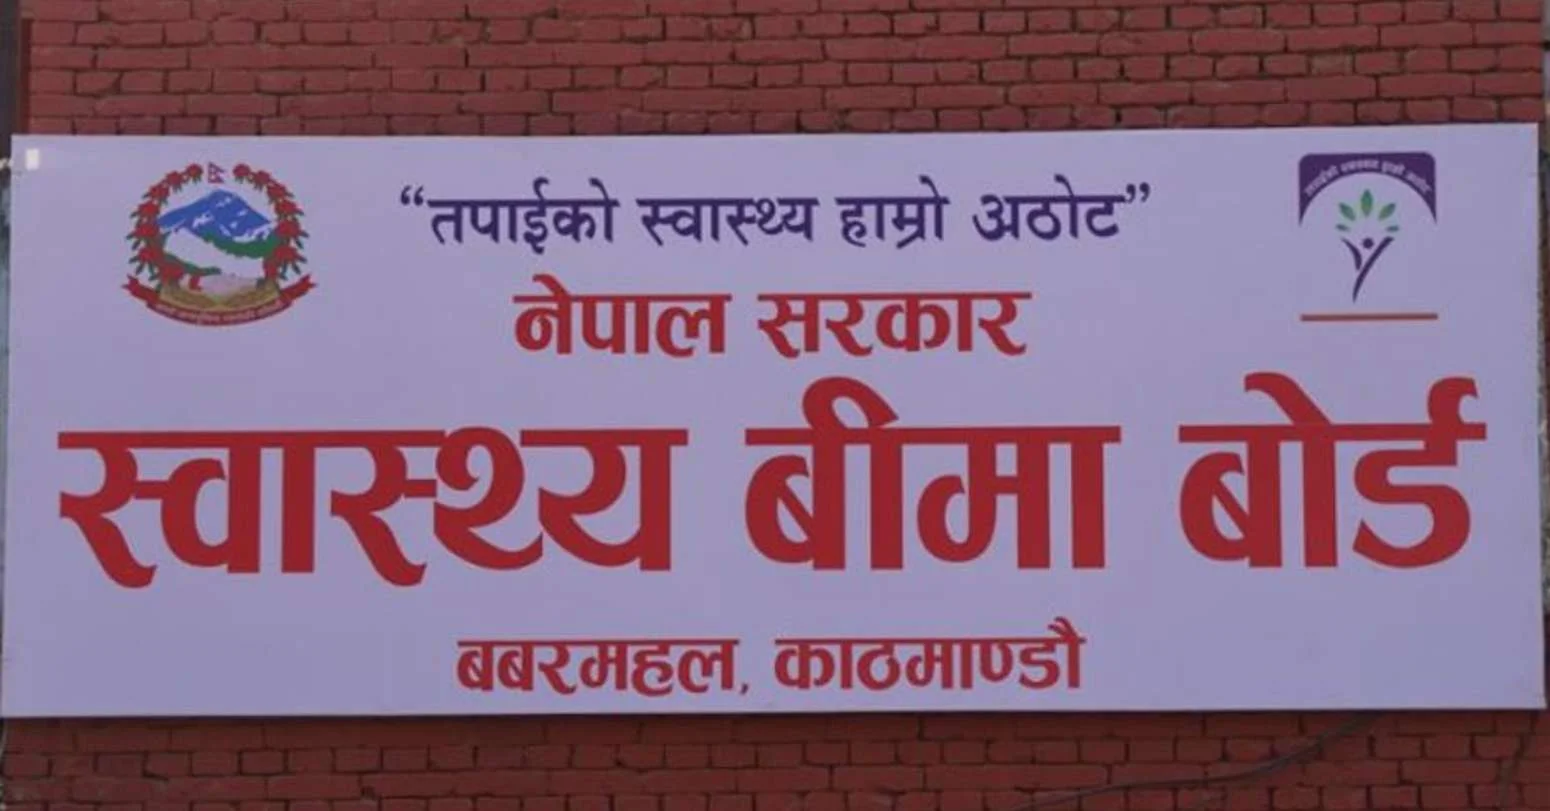 “तपाईको स्वास्थ्य हाम्रो अठोट”
नेपाल सरकार
स्वास्थ्य बीमा बोर्ड
बबरमहल, काठमाण्डौ